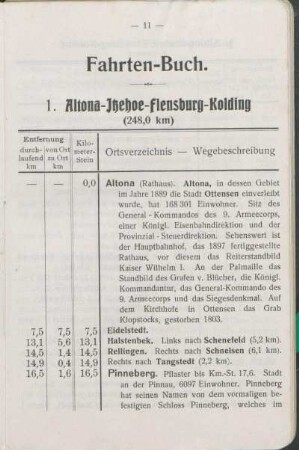 — 11 —
Fahrten-Buch.
1. Altona-Itzehoe-Flensburg-Kolding
(248,0 km)
Entfernung
durch- von Ort Kilo-
laufend zu Ort meter-
km km Stein
Ortsverzeichnis — Wegebeschreibung
— — 0,0 Altona (Rathaus). Altona, in dessen Gebiet
im Jahre 1889 die Stadt Ottensen einverleibt
wurde, hat 168 301 Einwohner. Sitz des
General-Kommandos des 9. Armeecorps,
einer Königl. Eisenbahndirektion und der
Provinzial-Steuerdirektion. Sehenswert ist
der Hauptbahnhof, das 1897 fertiggestellte
Rathaus, vor diesem das Reiterstandbild
Kaiser Wilhelm I. An der Palmaille das
Standbild des Grafen v. Blücher, die Königl.
Kommandantur, das General-Kommando des
9. Armeecorps und das Siegesdenkmal. Auf
dem Kirchhofe in Ottensen das Grab
Klopstocks, gestorben 1803.
7,5 7,5 7,5 Eidelstedt.
13,1 5,6 13,1 Halstenbek. Links nach Schenefeld (5,2 km).
14,5 1,4 14,5 Rellingen. Rechts nach Schnelsen (6,1 km).
14,9 0,4 14,9 Rechts nach Tangstedt (2,2 km).
16,5 1,6 16,5 Pinneberg. Pflaster bis Km.-St. 17,6. Stadt
an der Pinnau, 6097 Einwohner. Pinneberg
hat seinen Namen von dem vormaligen be-
festigten Schloss Pinneberg, welches im